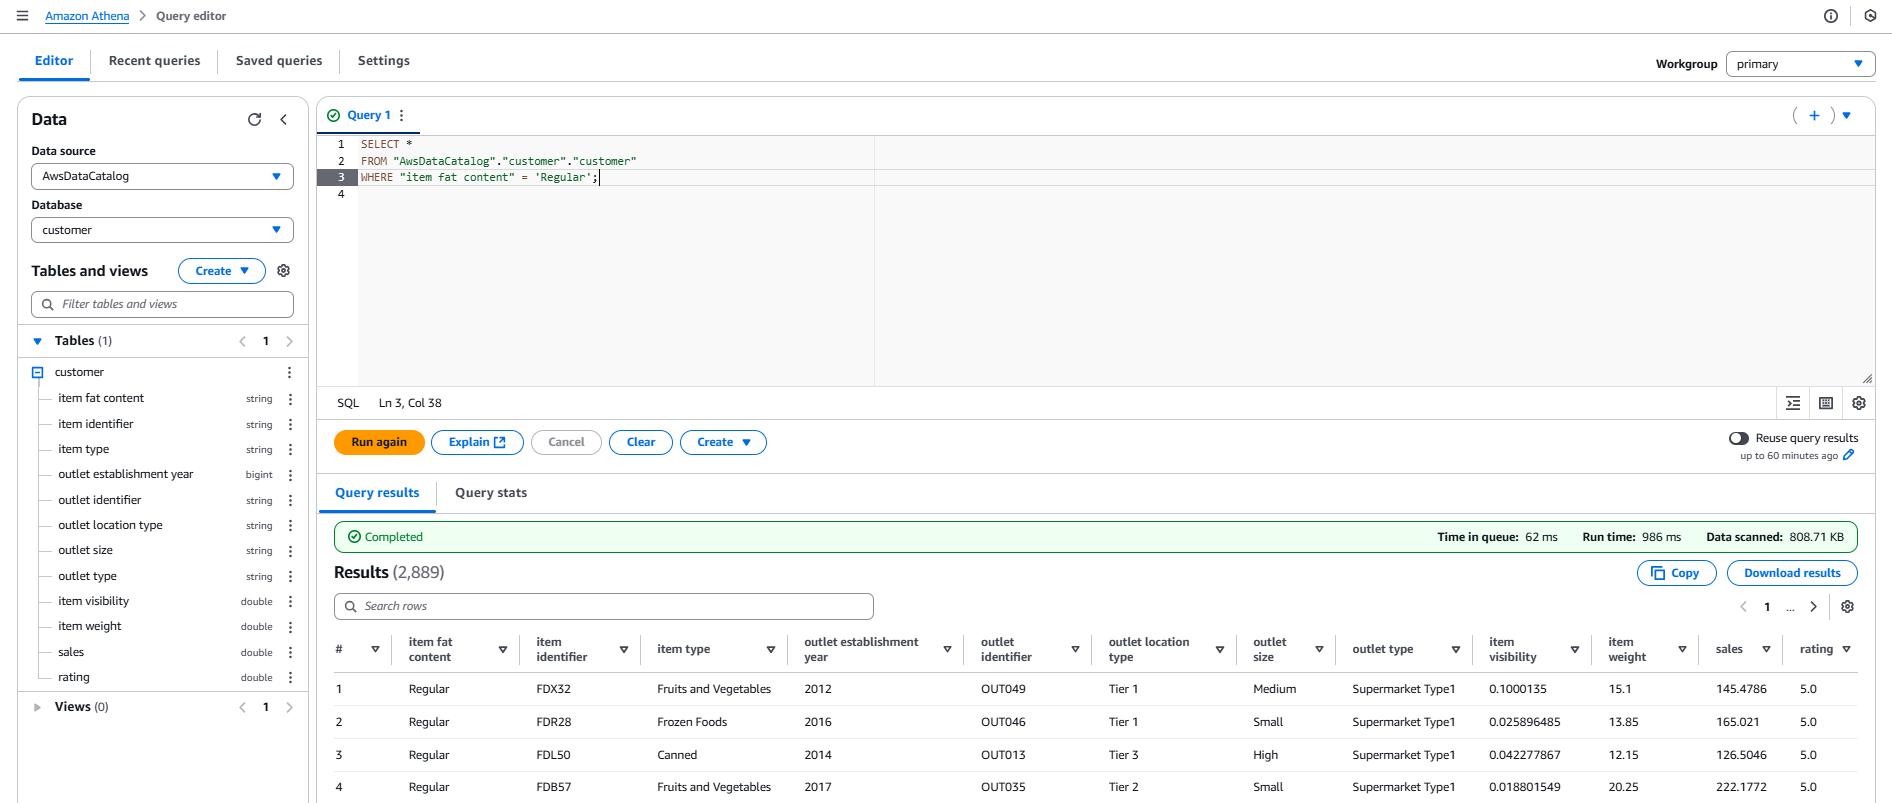 Amazon Athena > Query editor
Editor Recent queries Saved queries Settings
Workgroup primary
Data
Data source
AwsDataCatalog
Database
customer
Tables and views Create
Filter tables and views
Tables (1) < 1 >
customer
item fat content string
item identifier string
item type string
outlet establishment year bigint
outlet identifier string
outlet location type string
outlet size string
outlet type string
item visibility double
item weight double
sales double
rating double
Views (0) < 1 >
Query 1
1 SELECT *
2 FROM "AwsDataCatalog"."customer"."customer"
3 WHERE "item fat content" = 'Regular';
4
SQL Ln 3, Col 38
Run again Explain Cancel Clear Create
Reuse query results
up to 60 minutes ago
Query results Query stats
Completed Time in queue: 62 ms Run time: 986 ms Data scanned: 808.71 KB
Results (2,889) Copy Download results
Search rows < 1 ... >
# item fat content item identifier item type outlet establishment year outlet identifier outlet location type outlet size outlet type item visibility item weight sales rating
1 Regular FDX32 Fruits and Vegetables 2012 OUT049 Tier 1 Medium Supermarket Type1 0.1000135 15.1 145.4786 5.0
2 Regular FDR28 Frozen Foods 2016 OUT046 Tier 1 Small Supermarket Type1 0.025896485 13.85 165.021 5.0
3 Regular FDL50 Canned 2014 OUT013 Tier 3 High Supermarket Type1 0.042277867 12.15 126.5046 5.0
4 Regular FDB57 Fruits and Vegetables 2017 OUT035 Tier 2 Small Supermarket Type1 0.018801549 20.25 222.1772 5.0